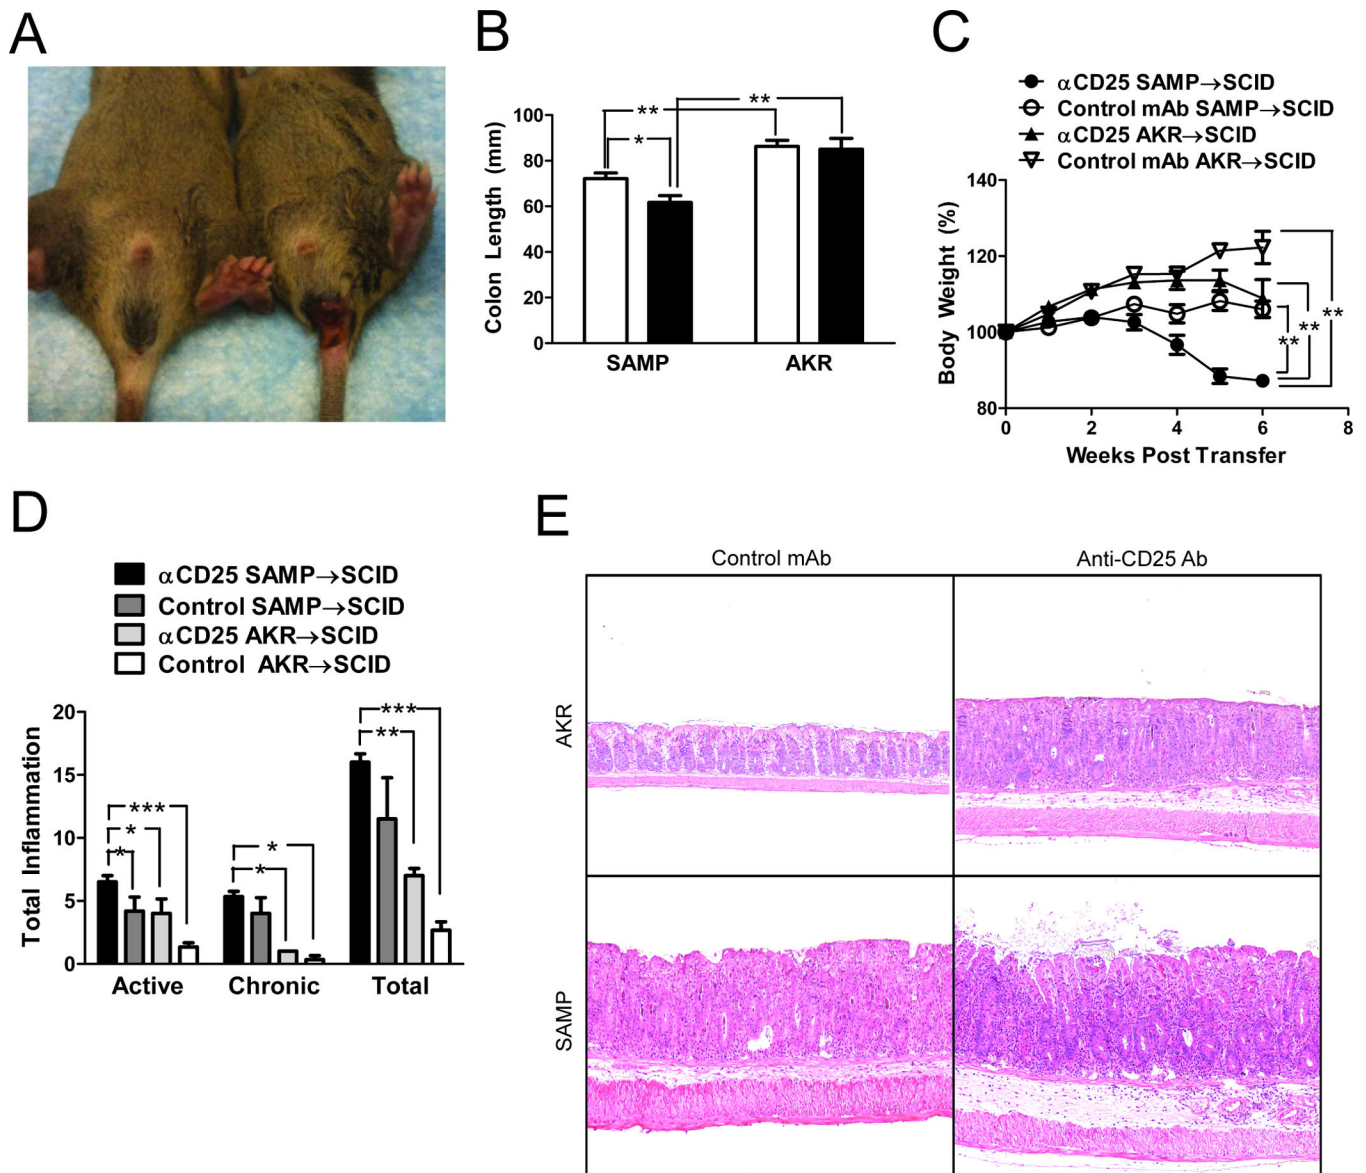 A
B
Colon Length (mm)
100
80
60
40
20
0
**
**
*
SAMP
AKR
C
αCD25 SAMP→SCID
Control mAb SAMP→SCID
αCD25 AKR→SCID
Control mAb AKR→SCID
Body Weight (%)
140
120
100
80
**
**
**
0 2 4 6 8
Weeks Post Transfer
D
αCD25 SAMP→SCID
Control SAMP→SCID
αCD25 AKR→SCID
Control AKR→SCID
Total Inflammation
20
15
10
5
0
***
*
*
*
*
***
**
Active Chronic Total
E
Control mAb
Anti-CD25 Ab
AKR
SAMP